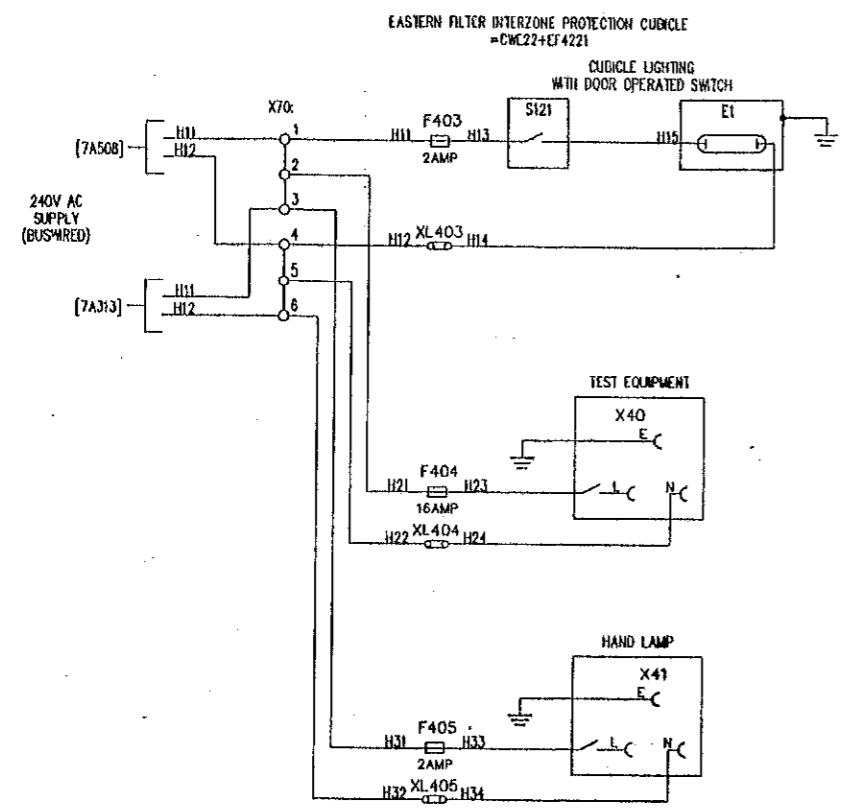 EASTERN FILTER INTERZONE PROTECTION CUBICLE
=CWE22+EF4221
CUBICLE LIGHTING
WITH DOOR OPERATED SWITCH
X70:
F403
S121
E1
[7A508]
H11
H12
1
H11
H13
2AMP
H15
2
240V AC
SUPPLY
(BUSWIRED)
3
4
H12
XL403
H14
5
[7A313]
H11
H12
6
TEST EQUIPMENT
X40
E
F404
H21
H23
L
N
16AMP
H22
XL404
H24
HAND LAMP
X41
E
F405
H31
H33
L
N
2AMP
H32
XL405
H34